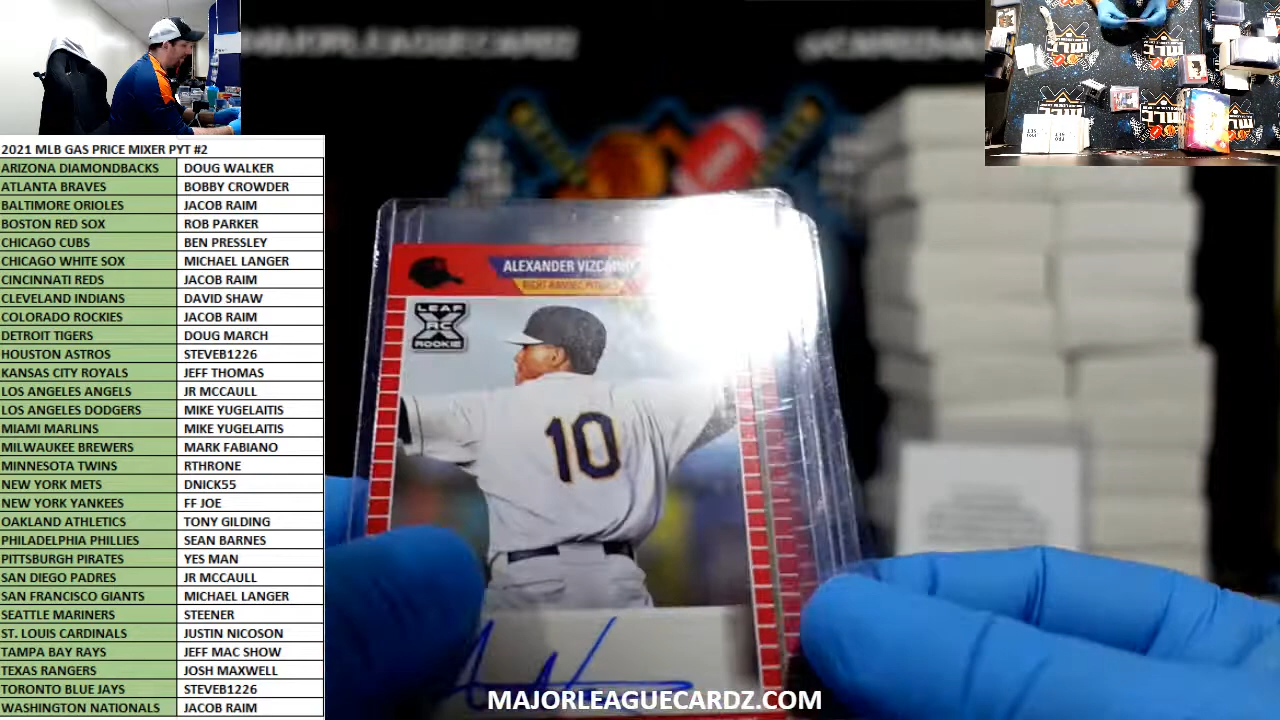 MAJORLEAGUECARDZ
2021 MLB GAS PRICE MIXER PYT #2
ARIZONA DIAMONDBACKS DOUG WALKER
ATLANTA BRAVES BOBBY CROWDER
BALTIMORE ORIOLES JACOB RAIM
BOSTON RED SOX ROB PARKER
CHICAGO CUBS BEN PRESSLEY
CHICAGO WHITE SOX MICHAEL LANGER
CINCINNATI REDS JACOB RAIM
CLEVELAND INDIANS DAVID SHAW
COLORADO ROCKIES JACOB RAIM
DETROIT TIGERS DOUG MARCH
HOUSTON ASTROS STEVEB1226
KANSAS CITY ROYALS JEFF THOMAS
LOS ANGELES ANGELS JR MCCAULL
LOS ANGELES DODGERS MIKE YUGELAITIS
MIAMI MARLINS MIKE YUGELAITIS
MILWAUKEE BREWERS MARK FABIANO
MINNESOTA TWINS RTHRONE
NEW YORK METS DNICK55
NEW YORK YANKEES FF JOE
OAKLAND ATHLETICS TONY GILDING
PHILADELPHIA PHILLIES SEAN BARNES
PITTSBURGH PIRATES YES MAN
SAN DIEGO PADRES JR MCCAULL
SAN FRANCISCO GIANTS MICHAEL LANGER
SEATTLE MARINERS STEENER
ST. LOUIS CARDINALS JUSTIN NICOSON
TAMPA BAY RAYS JEFF MAC SHOW
TEXAS RANGERS JOSH MAXWELL
TORONTO BLUE JAYS STEVEB1226
WASHINGTON NATIONALS JACOB RAIM
ALEXANDER
RIGHT-HANDED PITCHER
LEAF
RC
ROOKIE
10
MAJORLEAGUECARDZ.COM